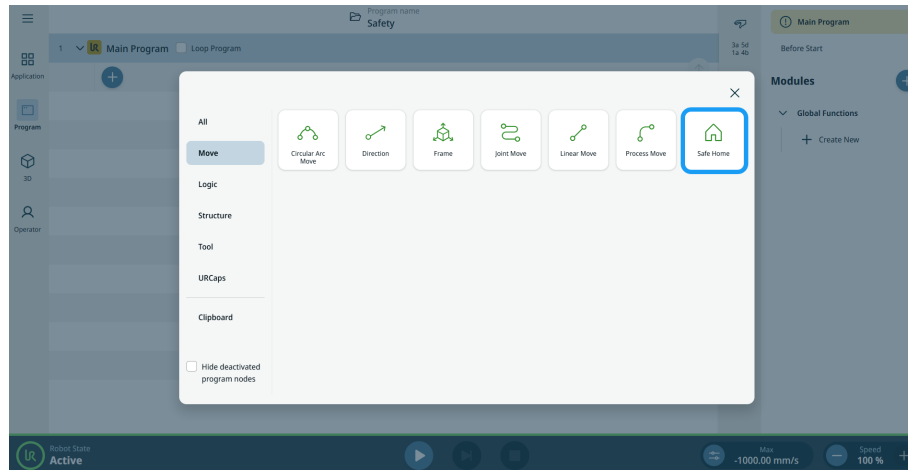 Program name
Safety
1 Main Program Loop Program
Application
Program
3D
Operator
All
Move
Logic
Structure
Tool
URCaps
Clipboard
Hide deactivated
program nodes
Circular Arc
Move
Direction
Frame
Joint Move
Linear Move
Process Move
Safe Home
3a 5d
1a 4b
Main Program
Before Start
Modules
Global Functions
Create New
Robot State
Active
Max
-1000.00 mm/s
Speed
100 %